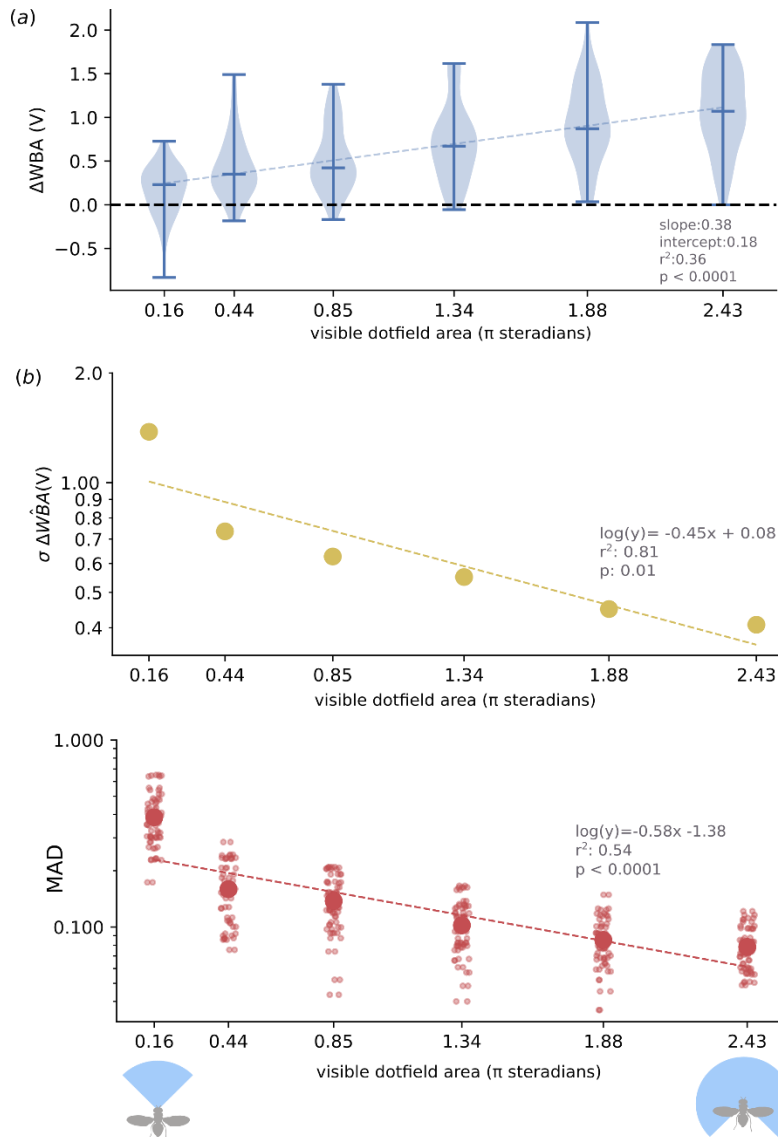 (a)
2.0
1.5
1.0
0.5
0.0
−0.5
ΔWBA (V)
slope:0.38
intercept:0.18
r²:0.36
p < 0.0001
0.16 0.44 0.85 1.34 1.88 2.43
visible dotfield area (π steradians)
(b)
2.0
1.00
0.9
0.8
0.7
0.6
0.5
0.4
σ ΔWB̂A(V)
log(y)= -0.45x + 0.08
r²: 0.81
p: 0.01
0.16 0.44 0.85 1.34 1.88 2.43
visible dotfield area (π steradians)
1.000
0.100
MAD
log(y)=-0.58x -1.38
r²: 0.54
p < 0.0001
0.16 0.44 0.85 1.34 1.88 2.43
visible dotfield area (π steradians)